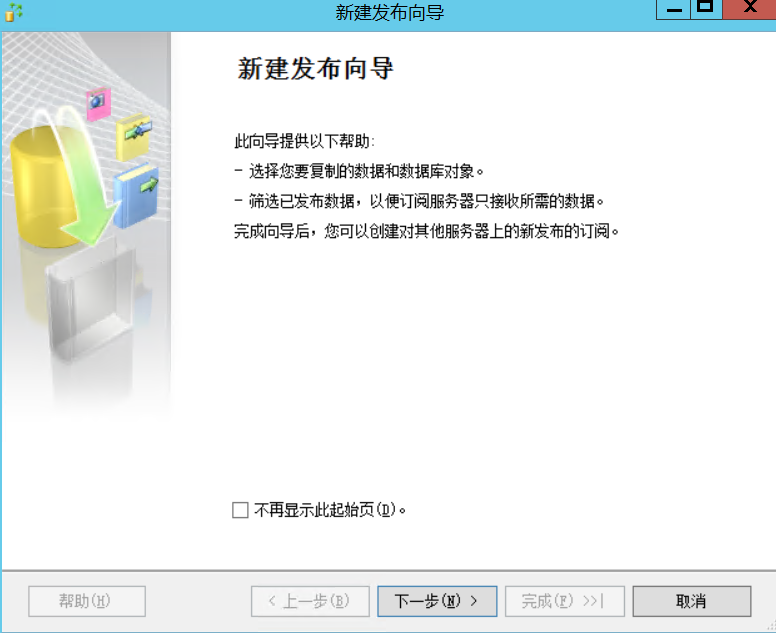 新建发布向导
新建发布向导
此向导提供以下帮助:
- 选择您要复制的数据和数据库对象。
- 筛选已发布数据，以便订阅服务器只接收所需的数据。
完成向导后，您可以创建对其他服务器上的新发布的订阅。
不再显示此起始页(D)。
帮助(H) < 上一步(B) 下一步(N) > 完成(F) >>| 取消